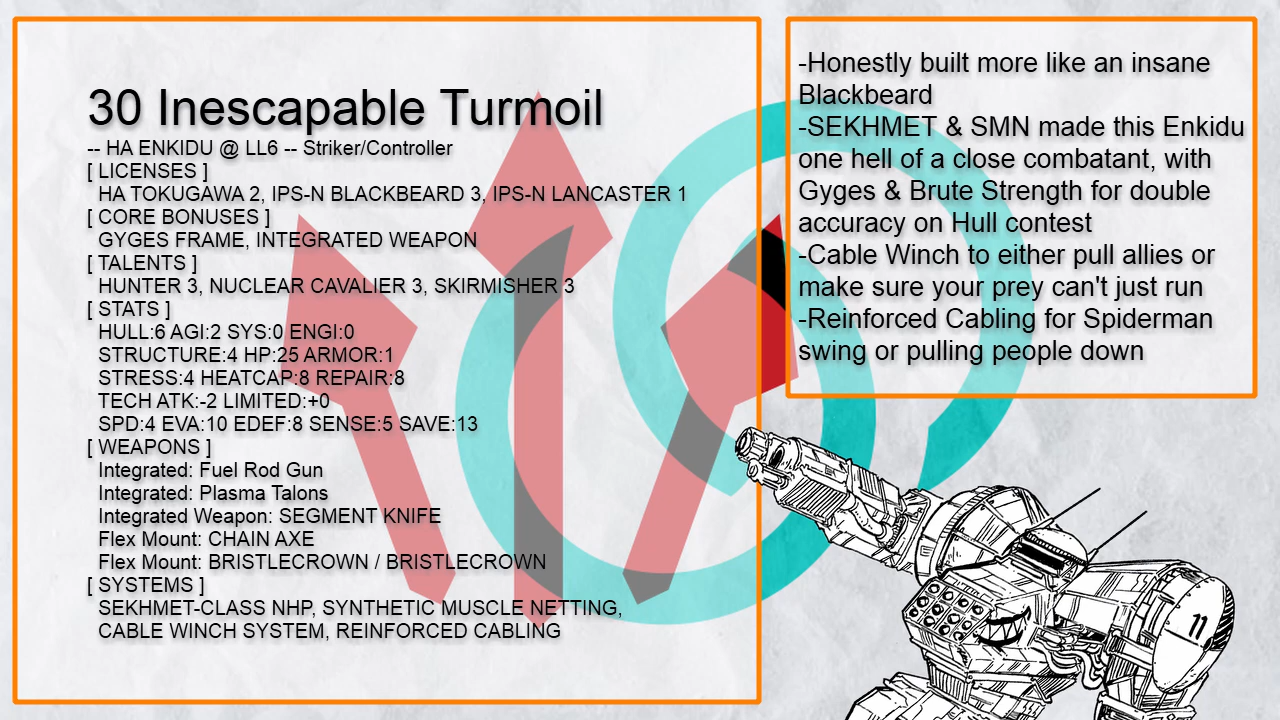 30 Inescapable Turmoil
-- HA ENKIDU @ LL6 -- Striker/Controller
[ LICENSES ]
HA TOKUGAWA 2, IPS-N BLACKBEARD 3, IPS-N LANCASTER 1
[ CORE BONUSES ]
GYGES FRAME, INTEGRATED WEAPON
[ TALENTS ]
HUNTER 3, NUCLEAR CAVALIER 3, SKIRMISHER 3
[ STATS ]
HULL:6 AGI:2 SYS:0 ENGI:0
STRUCTURE:4 HP:25 ARMOR:1
STRESS:4 HEATCAP:8 REPAIR:8
TECH ATK:-2 LIMITED:+0
SPD:4 EVA:10 EDEF:8 SENSE:5 SAVE:13
[ WEAPONS ]
Integrated: Fuel Rod Gun
Integrated: Plasma Talons
Integrated Weapon: SEGMENT KNIFE
Flex Mount: CHAIN AXE
Flex Mount: BRISTLECROWN / BRISTLECROWN
[ SYSTEMS ]
SEKHMET-CLASS NHP, SYNTHETIC MUSCLE NETTING,
CABLE WINCH SYSTEM, REINFORCED CABLING
-Honestly built more like an insane
Blackbeard
-SEKHMET & SMN made this Enkidu
one hell of a close combatant, with
Gyges & Brute Strength for double
accuracy on Hull contest
-Cable Winch to either pull allies or
make sure your prey can't just run
-Reinforced Cabling for Spiderman
swing or pulling people down
11